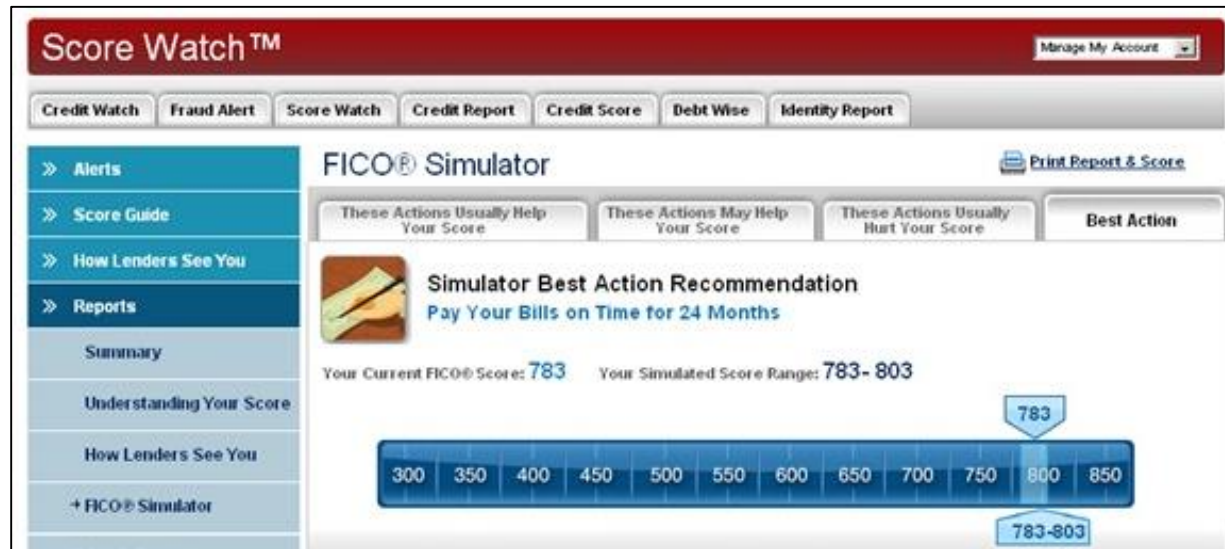 Score Watch™
Manage My Account
Credit Watch
Fraud Alert
Score Watch
Credit Report
Credit Score
Debt Wise
Identity Report
» Alerts
» Score Guide
» How Lenders See You
» Reports
Summary
Understanding Your Score
How Lenders See You
→ FICO® Simulator
FICO® Simulator
Print Report & Score
These Actions Usually Help
Your Score
These Actions May Help
Your Score
These Actions Usually
Hurt Your Score
Best Action
Simulator Best Action Recommendation
Pay Your Bills on Time for 24 Months
Your Current FICO® Score: 783 Your Simulated Score Range: 783-803
783
300 350 400 450 500 550 600 650 700 750 800 850
783-803